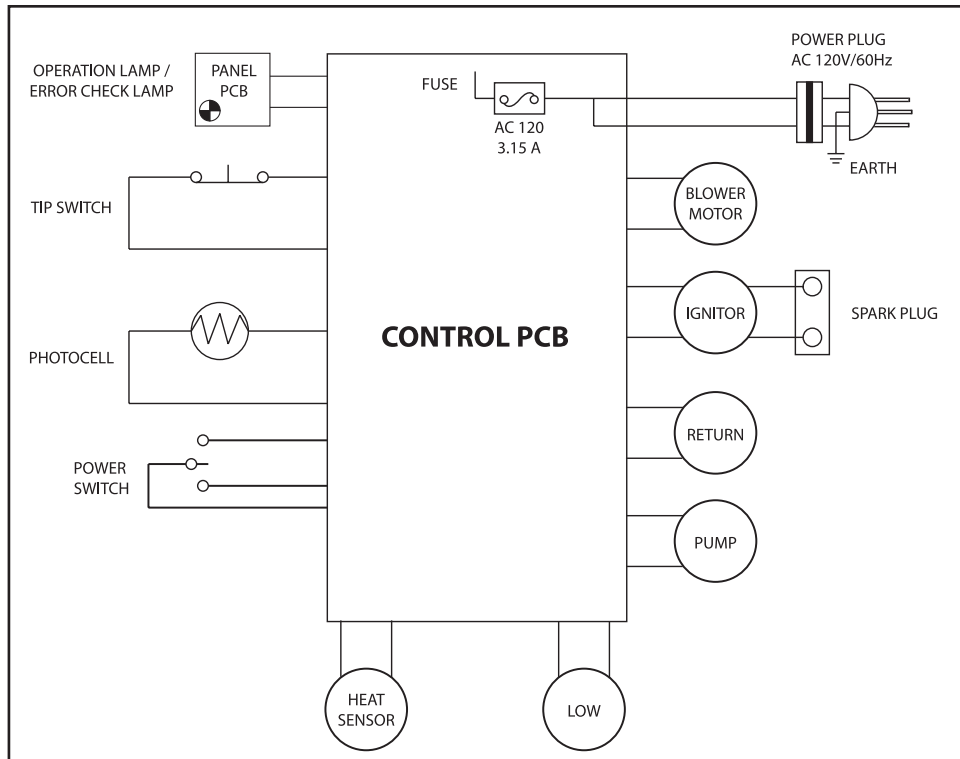 OPERATION LAMP /
ERROR CHECK LAMP
PANEL
PCB
FUSE
AC 120
3.15 A
POWER PLUG
AC 120V/60Hz
EARTH
TIP SWITCH
BLOWER
MOTOR
IGNITOR
SPARK PLUG
PHOTOCELL
CONTROL PCB
RETURN
POWER
SWITCH
PUMP
HEAT
SENSOR
LOW